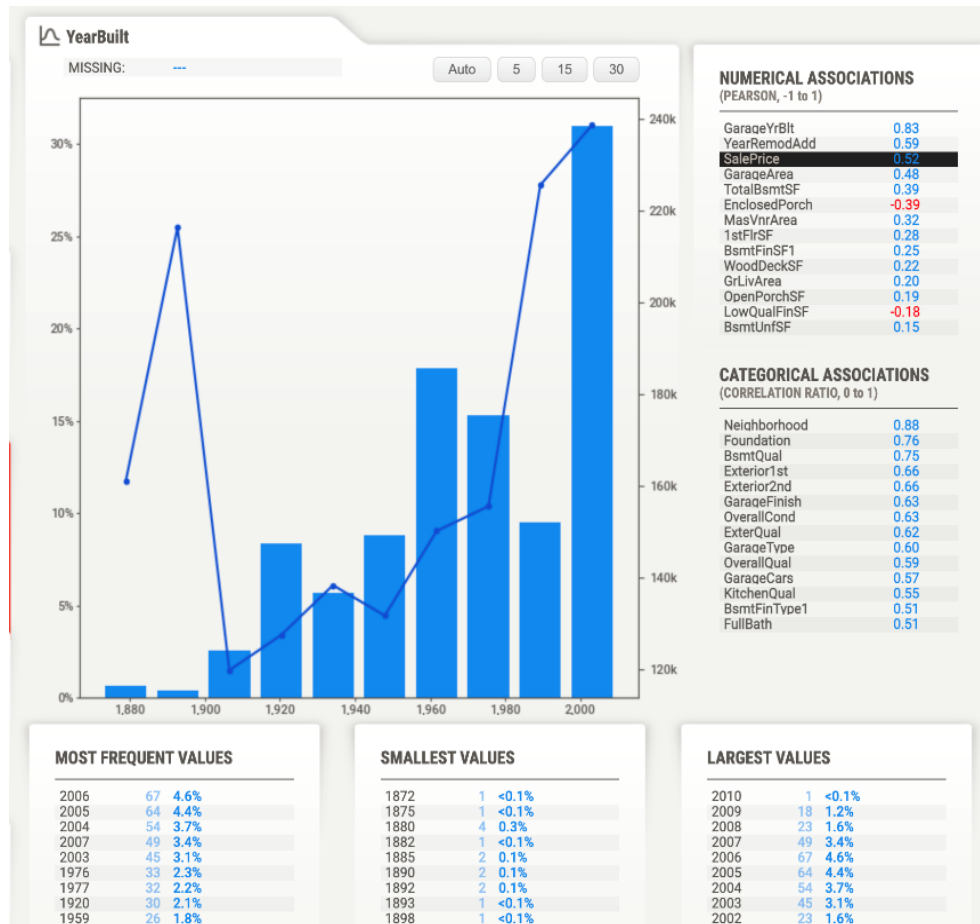 YearBuilt
MISSING: ---
Auto 5 15 30
30%
25%
20%
15%
10%
5%
0%
240k
220k
200k
180k
160k
140k
120k
1,880 1,900 1,920 1,940 1,960 1,980 2,000
NUMERICAL ASSOCIATIONS
(PEARSON, -1 to 1)
GarageYrBlt 0.83
YearRemodAdd 0.59
SalePrice 0.52
GarageArea 0.48
TotalBsmtSF 0.39
EnclosedPorch -0.39
MasVnrArea 0.32
1stFlrSF 0.28
BsmtFinSF1 0.25
WoodDeckSF 0.22
GrLivArea 0.20
OpenPorchSF 0.19
LowQualFinSF -0.18
BsmtUnfSF 0.15
CATEGORICAL ASSOCIATIONS
(CORRELATION RATIO, 0 to 1)
Neighborhood 0.88
Foundation 0.76
BsmtQual 0.75
Exterior1st 0.66
Exterior2nd 0.66
GarageFinish 0.63
OverallCond 0.63
ExterQual 0.62
GarageType 0.60
OverallQual 0.59
GarageCars 0.57
KitchenQual 0.55
BsmtFinType1 0.51
FullBath 0.51
MOST FREQUENT VALUES
2006 67 4.6%
2005 64 4.4%
2004 54 3.7%
2007 49 3.4%
2003 45 3.1%
1976 33 2.3%
1977 32 2.2%
1920 30 2.1%
1959 26 1.8%
SMALLEST VALUES
1872 1 <0.1%
1875 1 <0.1%
1880 4 0.3%
1882 1 <0.1%
1885 2 0.1%
1890 2 0.1%
1892 2 0.1%
1893 1 <0.1%
1898 1 <0.1%
LARGEST VALUES
2010 1 <0.1%
2009 18 1.2%
2008 23 1.6%
2007 49 3.4%
2006 67 4.6%
2005 64 4.4%
2004 54 3.7%
2003 45 3.1%
2002 23 1.6%